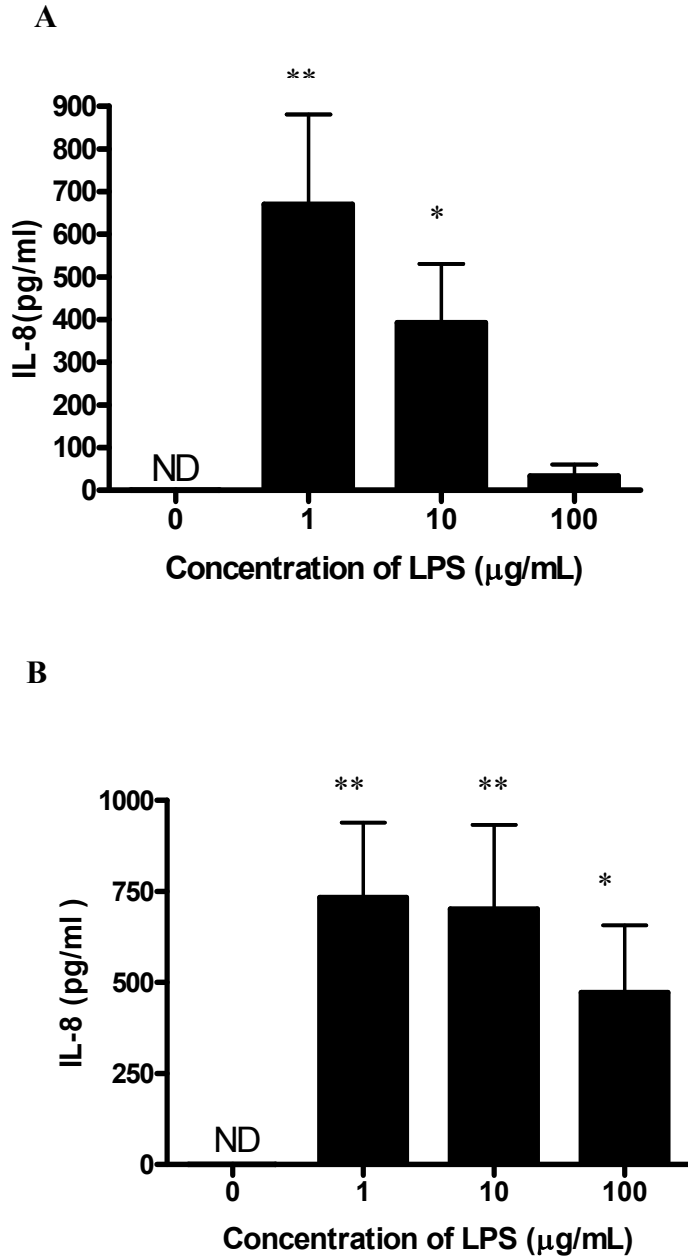 A
**
900
800
700
*
600
500
400
300
200
100
ND
0
0 1 10 100
IL-8(pg/ml)
Concentration of LPS (μg/mL)
B
** **
1000
750
*
500
250
ND
0
0 1 10 100
IL-8 (pg/ml )
Concentration of LPS (μg/mL)